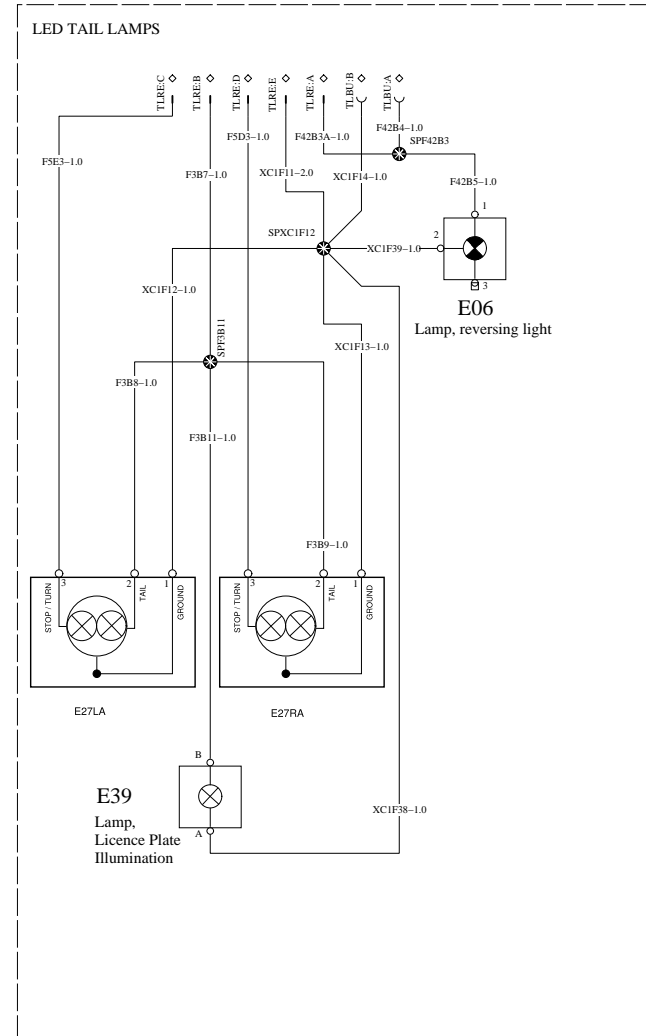 LED TAIL LAMPS
TLRE:C
TLRE:B
TLRE:D
TLRE:E
TLRE:A
TLBU:B
TLBU:A
F42B4–1.0
F5D3–1.0
F42B3A–1.0
SPF42B3
F5E3–1.0
F3B7–1.0
XC1F11–2.0
XC1F14–1.0
F42B5–1.0
1
SPXC1F12
2
XC1F39–1.0
3
XC1F12–1.0
E06
Lamp, reversing light
SPF3B11
XC1F13–1.0
F3B8–1.0
F3B11–1.0
F3B9–1.0
3
2
1
3
2
1
STOP / TURN
TAIL
GROUND
STOP / TURN
TAIL
GROUND
E27LA
E27RA
B
E39
A
XC1F38–1.0
Lamp,
Licence Plate
Illumination